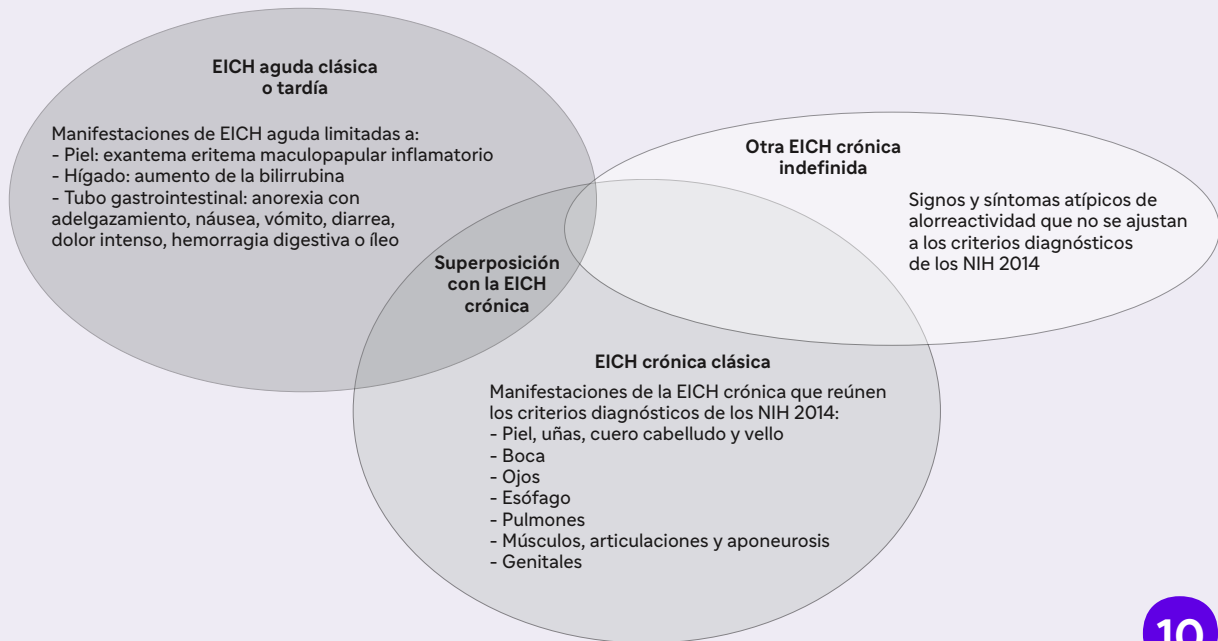 EICH aguda clásica
o tardía
Manifestaciones de EICH aguda limitadas a:
- Piel: exantema eritema maculopapular inflamatorio
- Hígado: aumento de la bilirrubina
- Tubo gastrointestinal: anorexia con
adelgazamiento, náusea, vómito, diarrea,
dolor intenso, hemorragia digestiva o íleo
Otra EICH crónica
indefinida
Signos y síntomas atípicos de
alorreactividad que no se ajustan
a los criterios diagnósticos
de los NIH 2014
Superposición
con la EICH
crónica
EICH crónica clásica
Manifestaciones de la EICH crónica que reúnen
los criterios diagnósticos de los NIH 2014:
- Piel, uñas, cuero cabelludo y vello
- Boca
- Ojos
- Esófago
- Pulmones
- Músculos, articulaciones y aponeurosis
- Genitales
10